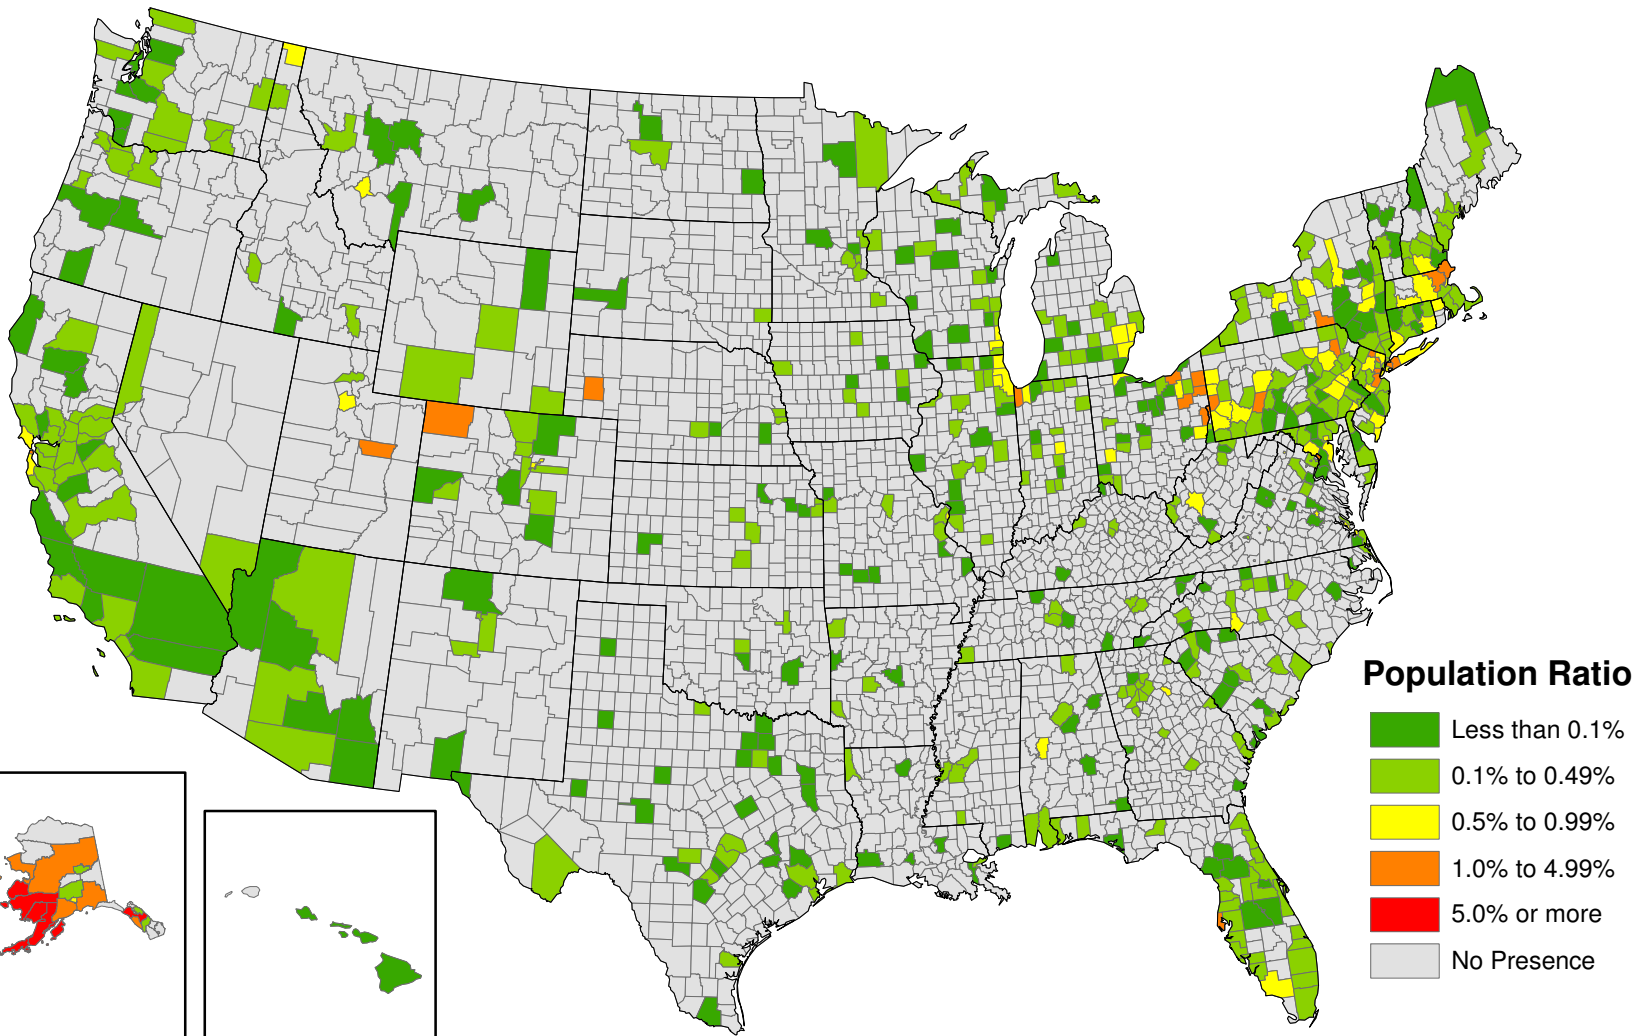 Population Ratio
Less than 0.1%
0.1% to 0.49%
0.5% to 0.99%
1.0% to 4.99%
5.0% or more
No Presence